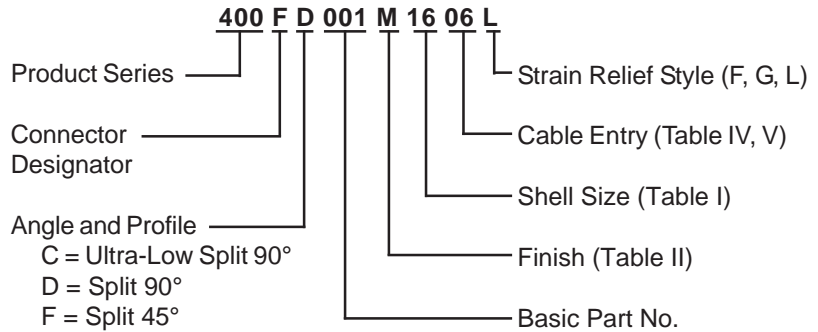 400 F D 001 M 16 06 L
Product Series
Connector
Designator
Angle and Profile
C = Ultra-Low Split 90°
D = Split 90°
F = Split 45°
Strain Relief Style (F, G, L)
Cable Entry (Table IV, V)
Shell Size (Table I)
Finish (Table II)
Basic Part No.